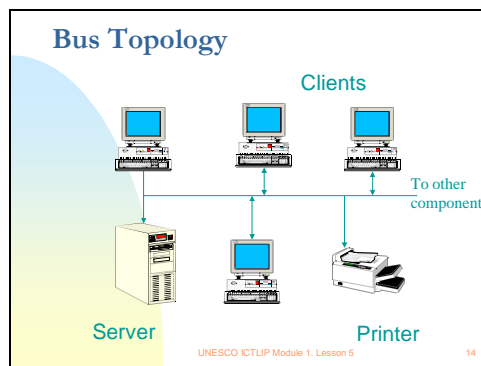 Bus Topology
Clients
To other
component
Server
Printer
UNESCO ICTLIP Module 1. Lesson 5
14